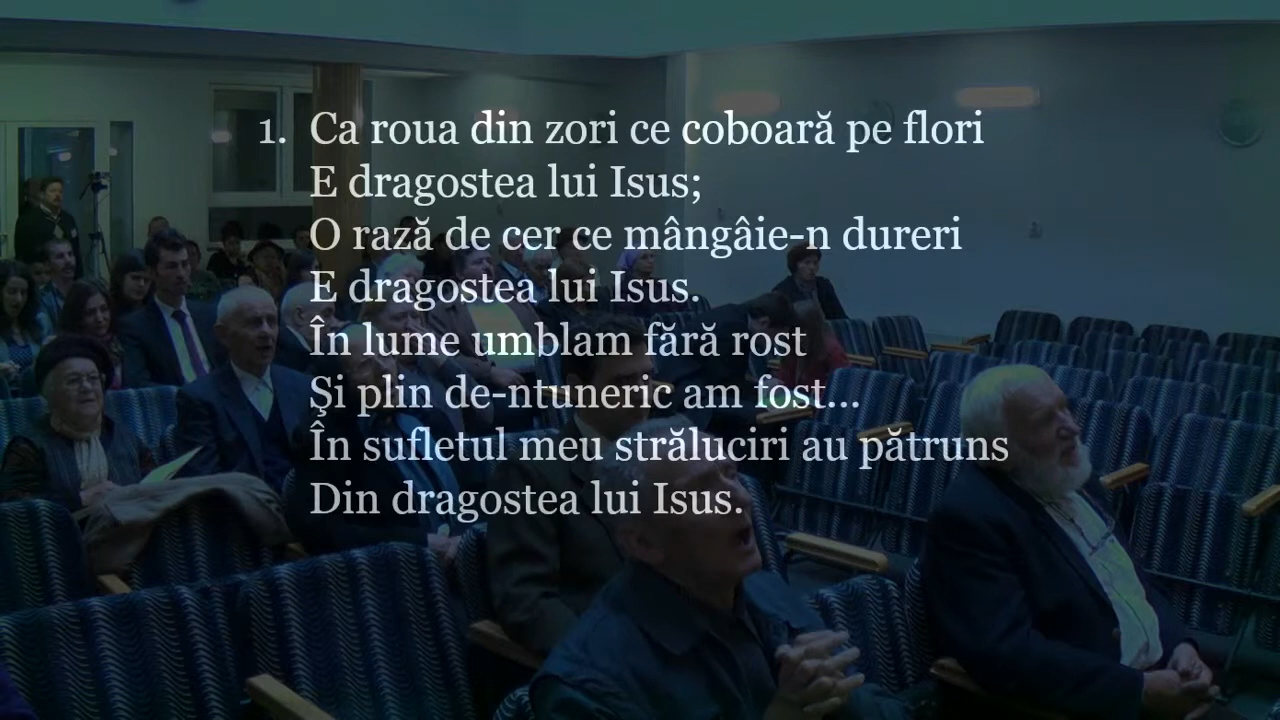 1. Ca roua din zori ce coboară pe flori
E dragostea lui Isus;
O rază de cer ce mângâie-n dureri
E dragostea lui Isus.
În lume umblam fără rost
Şi plin de-ntuneric am fost...
În sufletul meu străluciri au pătruns
Din dragostea lui Isus.